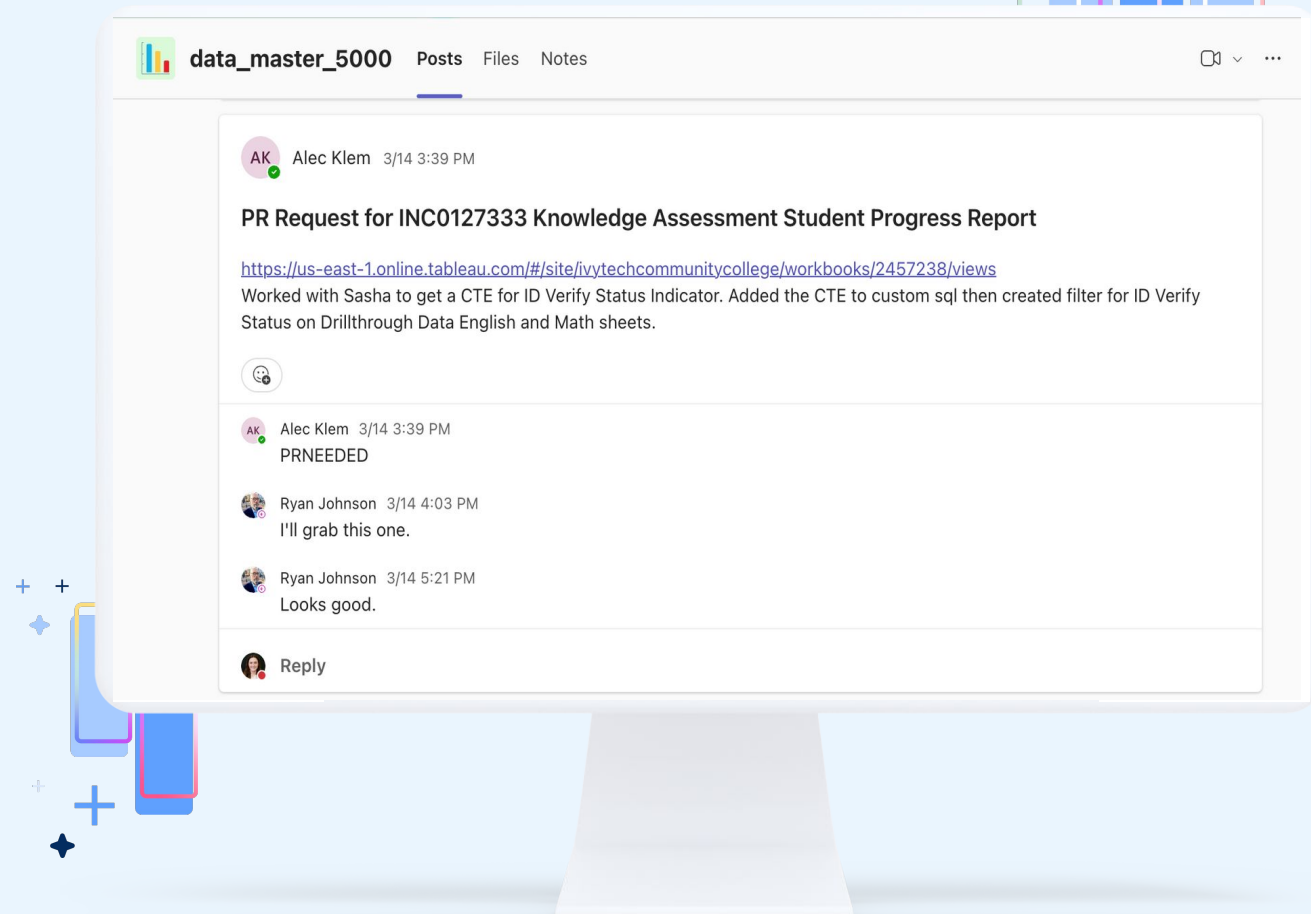 data_master_5000 Posts Files Notes
AK Alec Klem 3/14 3:39 PM
PR Request for INC0127333 Knowledge Assessment Student Progress Report
https://us-east-1.online.tableau.com/#/site/ivytechcommunitycollege/workbooks/2457238/views
Worked with Sasha to get a CTE for ID Verify Status Indicator. Added the CTE to custom sql then created filter for ID Verify
Status on Drillthrough Data English and Math sheets.
AK Alec Klem 3/14 3:39 PM
PRNEEDED
Ryan Johnson 3/14 4:03 PM
I'll grab this one.
Ryan Johnson 3/14 5:21 PM
Looks good.
Reply